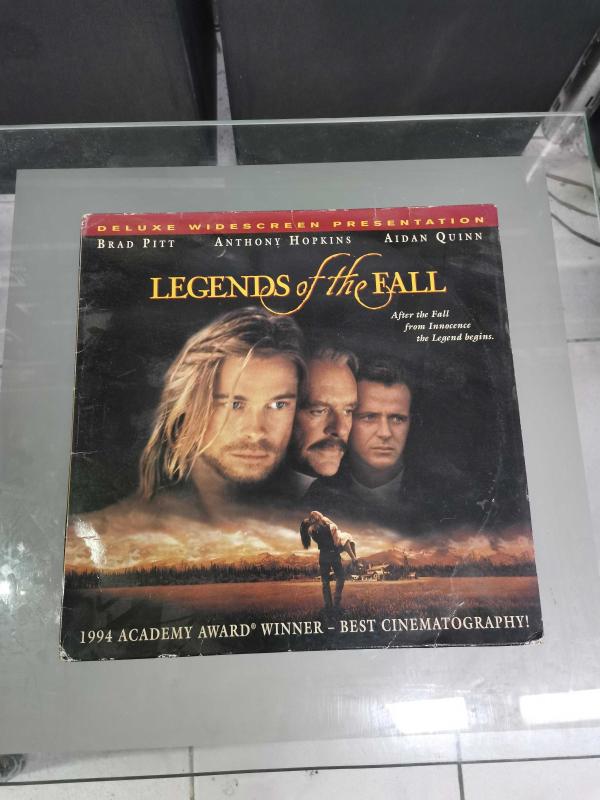 DELUXE WIDESCREEN PRESENTATION
BRAD PITT ANTHONY HOPKINS AIDAN QUINN
LEGENDS of the FALL
After the Fall
from Innocence
the Legend begins.
1994 ACADEMY AWARD® WINNER – BEST CINEMATOGRAPHY!